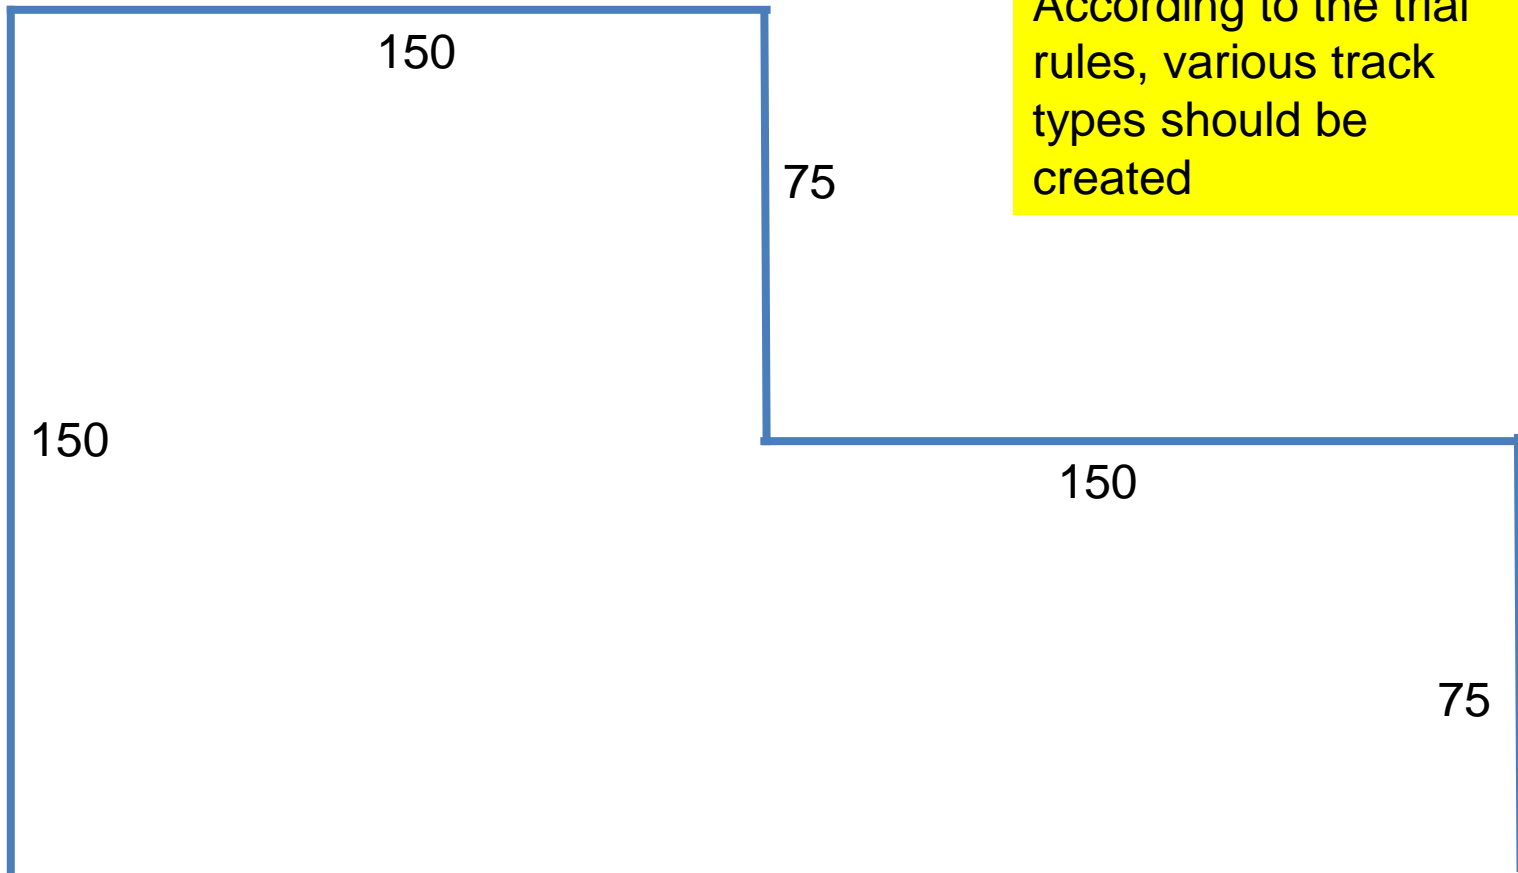 According to the trial
rules, various track
types should be
created
150
75
150
150
75